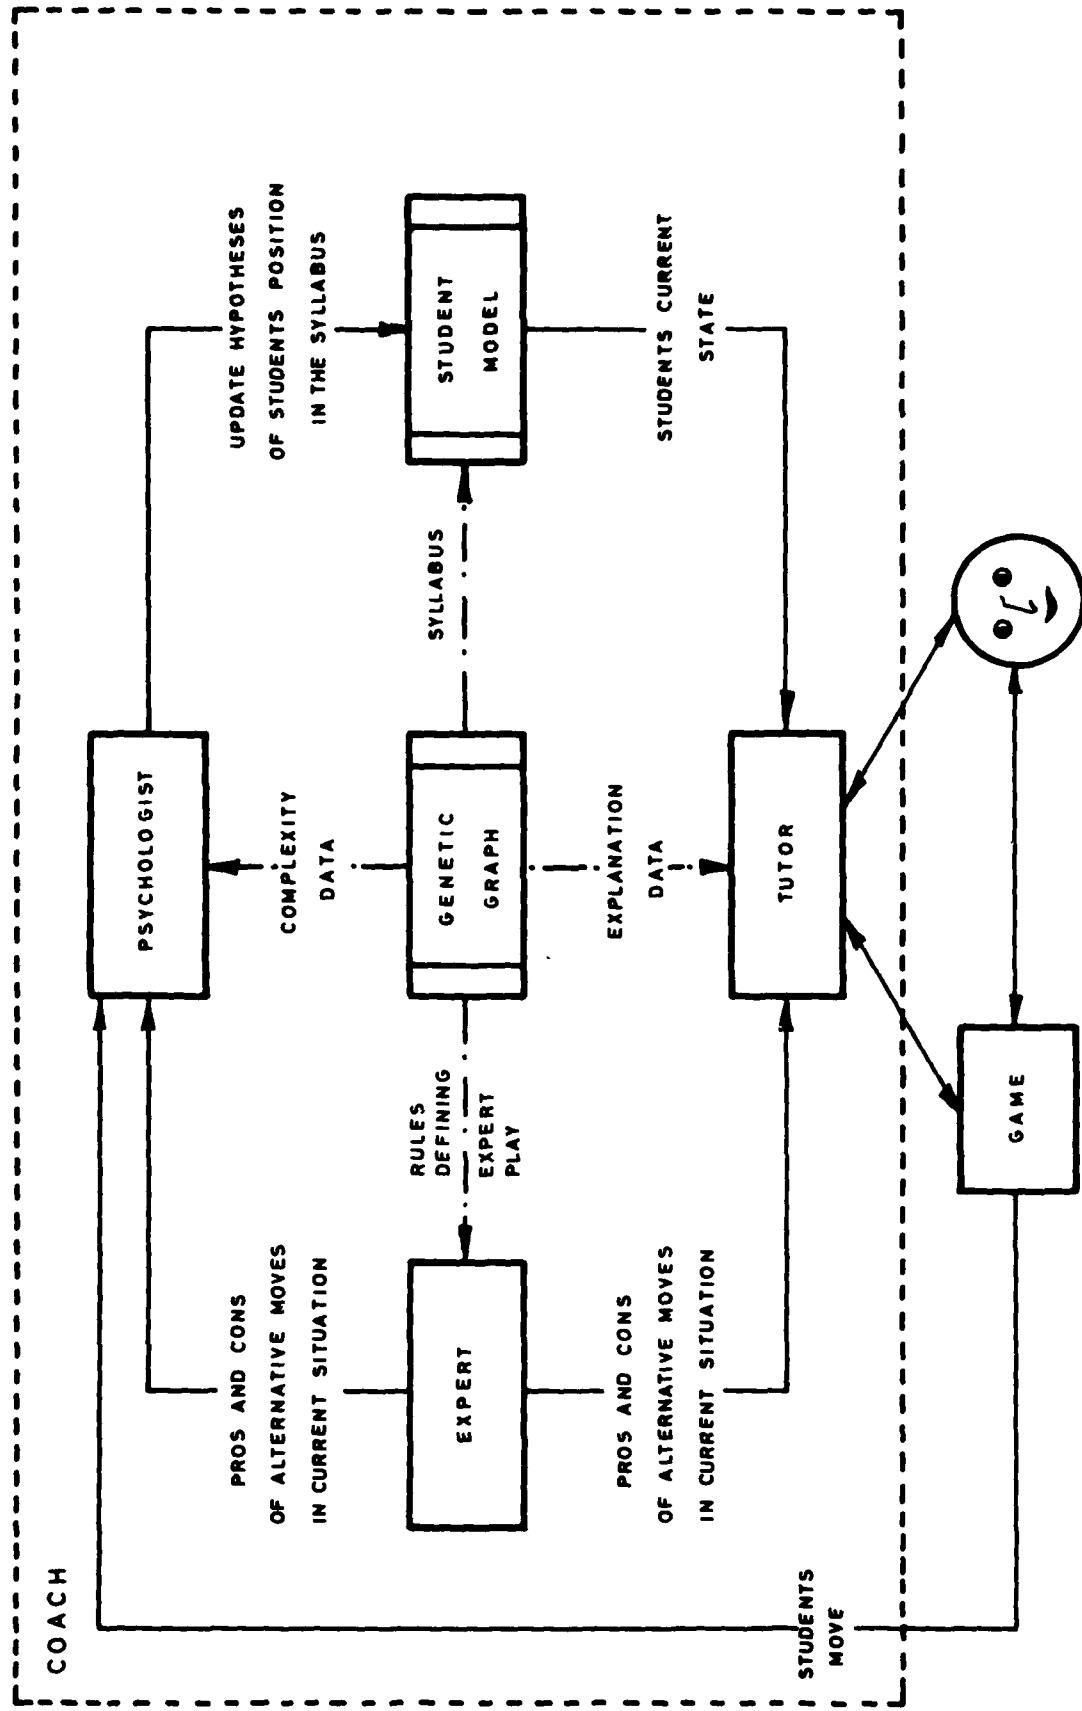 COACH
PSYCHOLOGIST
PROS AND CONS
OF ALTERNATIVE MOVES
IN CURRENT SITUATION
COMPLEXITY
DATA
UPDATE HYPOTHESES
OF STUDENTS POSITION
IN THE SYLLABUS
EXPERT
RULES
DEFINING
EXPERT
PLAY
GENETIC
GRAPH
SYLLABUS
STUDENT
MODEL
PROS AND CONS
OF ALTERNATIVE MOVES
IN CURRENT SITUATION
EXPLANATION
DATA
STUDENTS CURRENT
STATE
TUTOR
STUDENTS
MOVE
GAME